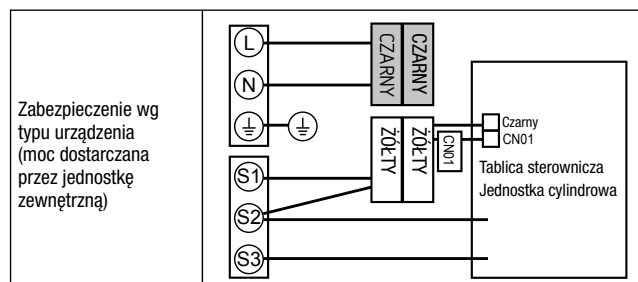 Zabezpieczenie wg
typu urządzenia
(moc dostarczana
przez jednostkę
zewnętrzną)
L
N
S1
S2
S3
CZARNY
CZARNY
ŻÓŁTY
ŻÓŁTY
CN01
Czarny
CN01
Tablica sterownicza
Jednostka cylindrowa